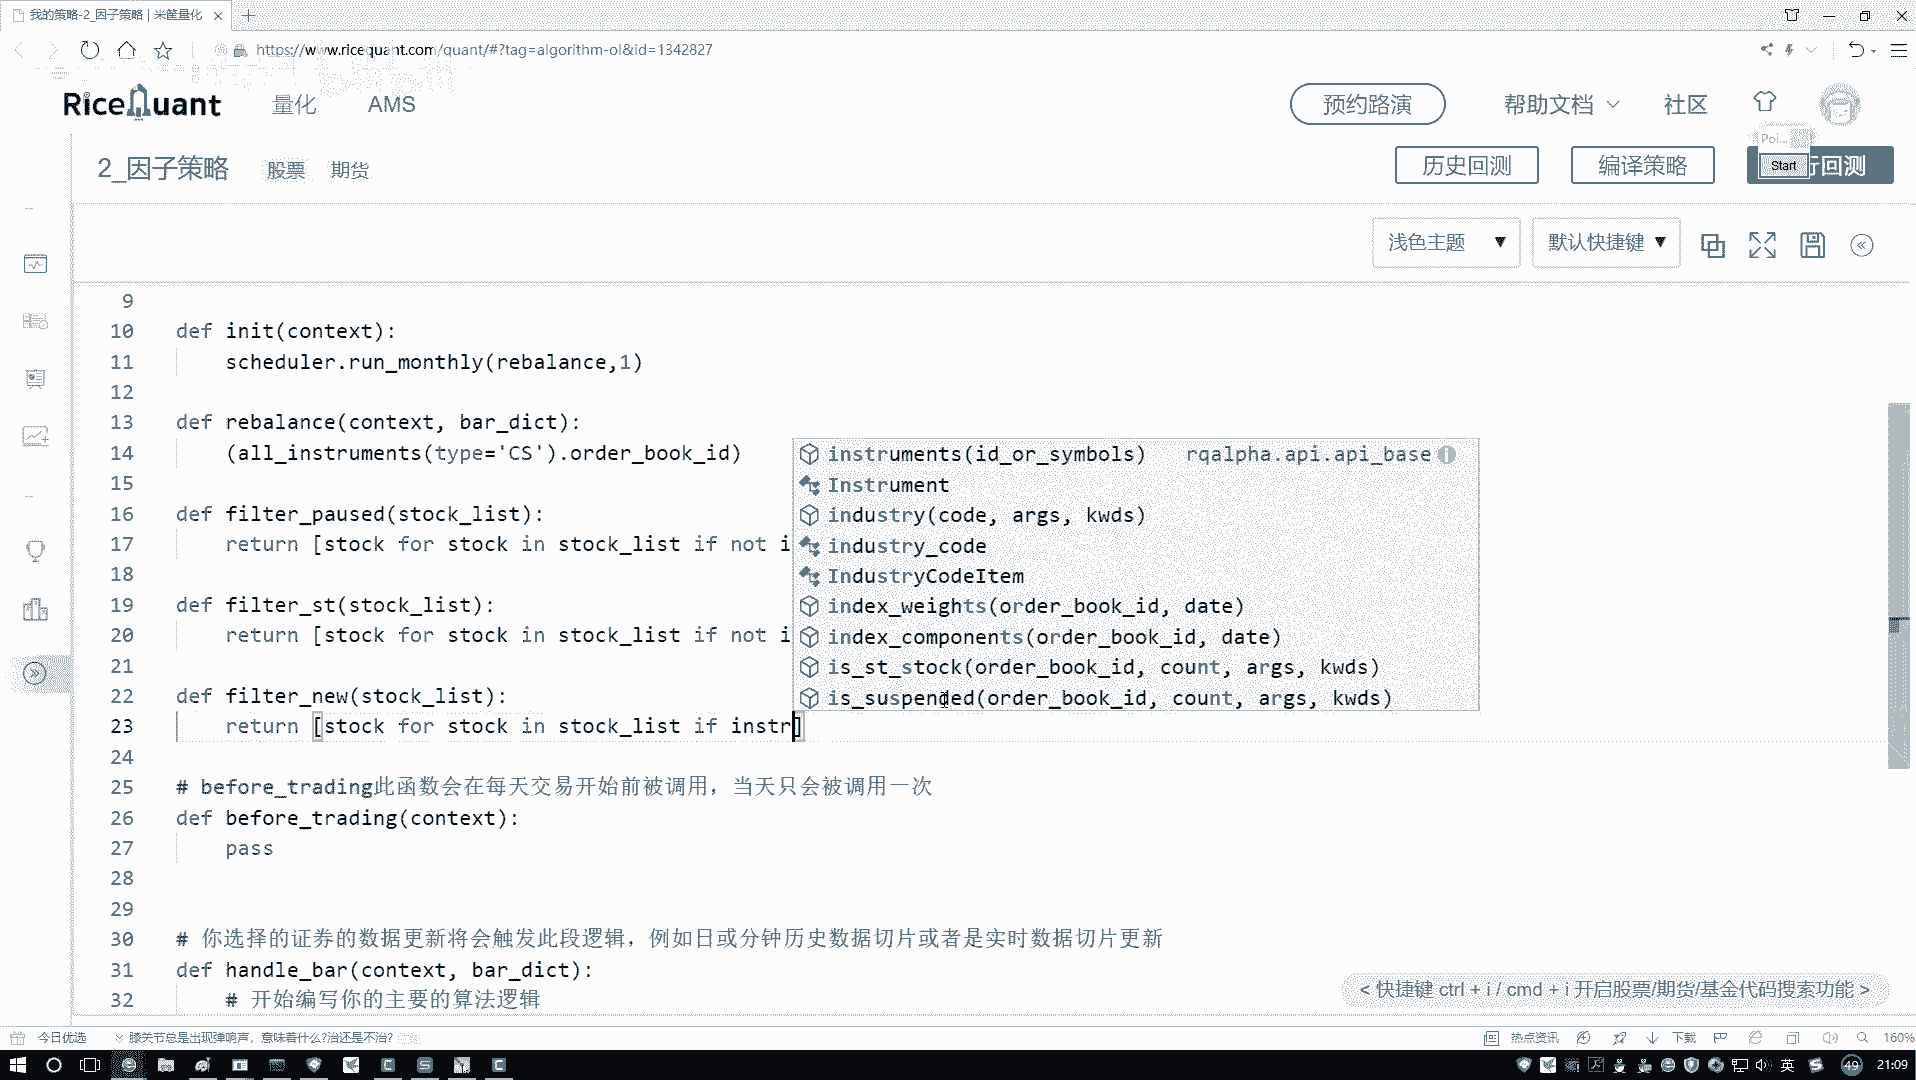 我的策略-2_因子策略 | 米筐量化
https://www.ricequant.com/quant/#?tag=algorithm-ol&id=1342827
RiceQuant 量化 AMS 预约路演 帮助文档 社区
Poi...
2_因子策略 股票 期货 历史回测 编译策略 Start 行回测
浅色主题 ▼ 默认快捷键 ▼
9
10 def init(context):
11 scheduler.run_monthly(rebalance,1)
12
13 def rebalance(context, bar_dict):
14 (all_instruments(type='CS').order_book_id)
15
16 def filter_paused(stock_list):
17 return [stock for stock in stock_list if not i
18
19 def filter_st(stock_list):
20 return [stock for stock in stock_list if not i
21
22 def filter_new(stock_list):
23 return [stock for stock in stock_list if instr]
24
25 # before_trading此函数会在每天交易开始前被调用，当天只会被调用一次
26 def before_trading(context):
27 pass
28
29
30 # 你选择的证券的数据更新将会触发此段逻辑，例如日或分钟历史数据切片或者是实时数据切片更新
31 def handle_bar(context, bar_dict):
32 # 开始编写你的主要的算法逻辑
instruments(id_or_symbols) rqalpha.api.api_base
Instrument
industry(code, args, kwds)
industry_code
IndustryCodeItem
index_weights(order_book_id, date)
index_components(order_book_id, date)
is_st_stock(order_book_id, count, args, kwds)
is_suspended(order_book_id, count, args, kwds)
< 快捷键 ctrl + i / cmd + i 开启股票/期货/基金代码搜索功能 >
今日优选 膝关节总是出现弹响声，意味着什么?治还是不治? 热点资讯 下载 160%
英 49 21:09